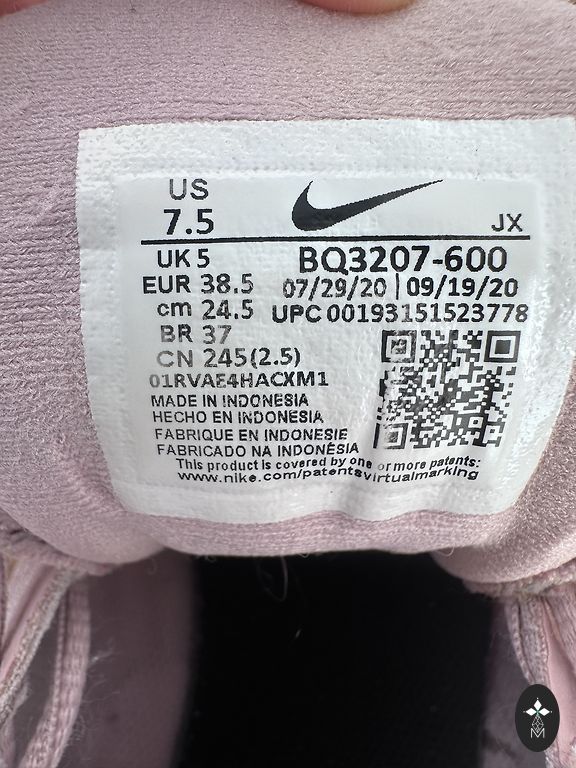 US
7.5
JX
UK 5
BQ3207-600
EUR 38.5
07/29/20 | 09/19/20
cm 24.5
UPC 00193151523778
BR 37
CN 245(2.5)
01RVAE4HACXM1
MADE IN INDONESIA
HECHO EN INDONESIA
FABRIQUE EN INDONESIE
FABRICADO NA INDONÉSIA
This product is covered by one or more patents:
www.nike.com/patentsvirtualmarking
M